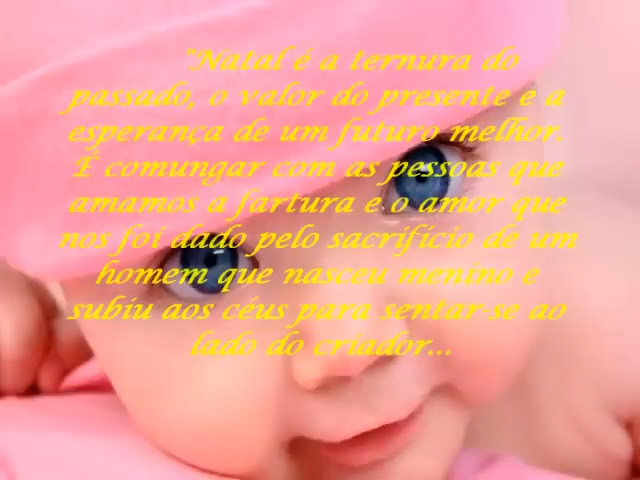 "Natal é a ternura do
passado, o valor do presente e a
esperança de um futuro melhor.
É comungar com as pessoas que
amamos a fartura e o amor que
nos foi dado pelo sacrifício de um
homem que nasceu menino e
subiu aos céus para sentar-se ao
lado do criador...